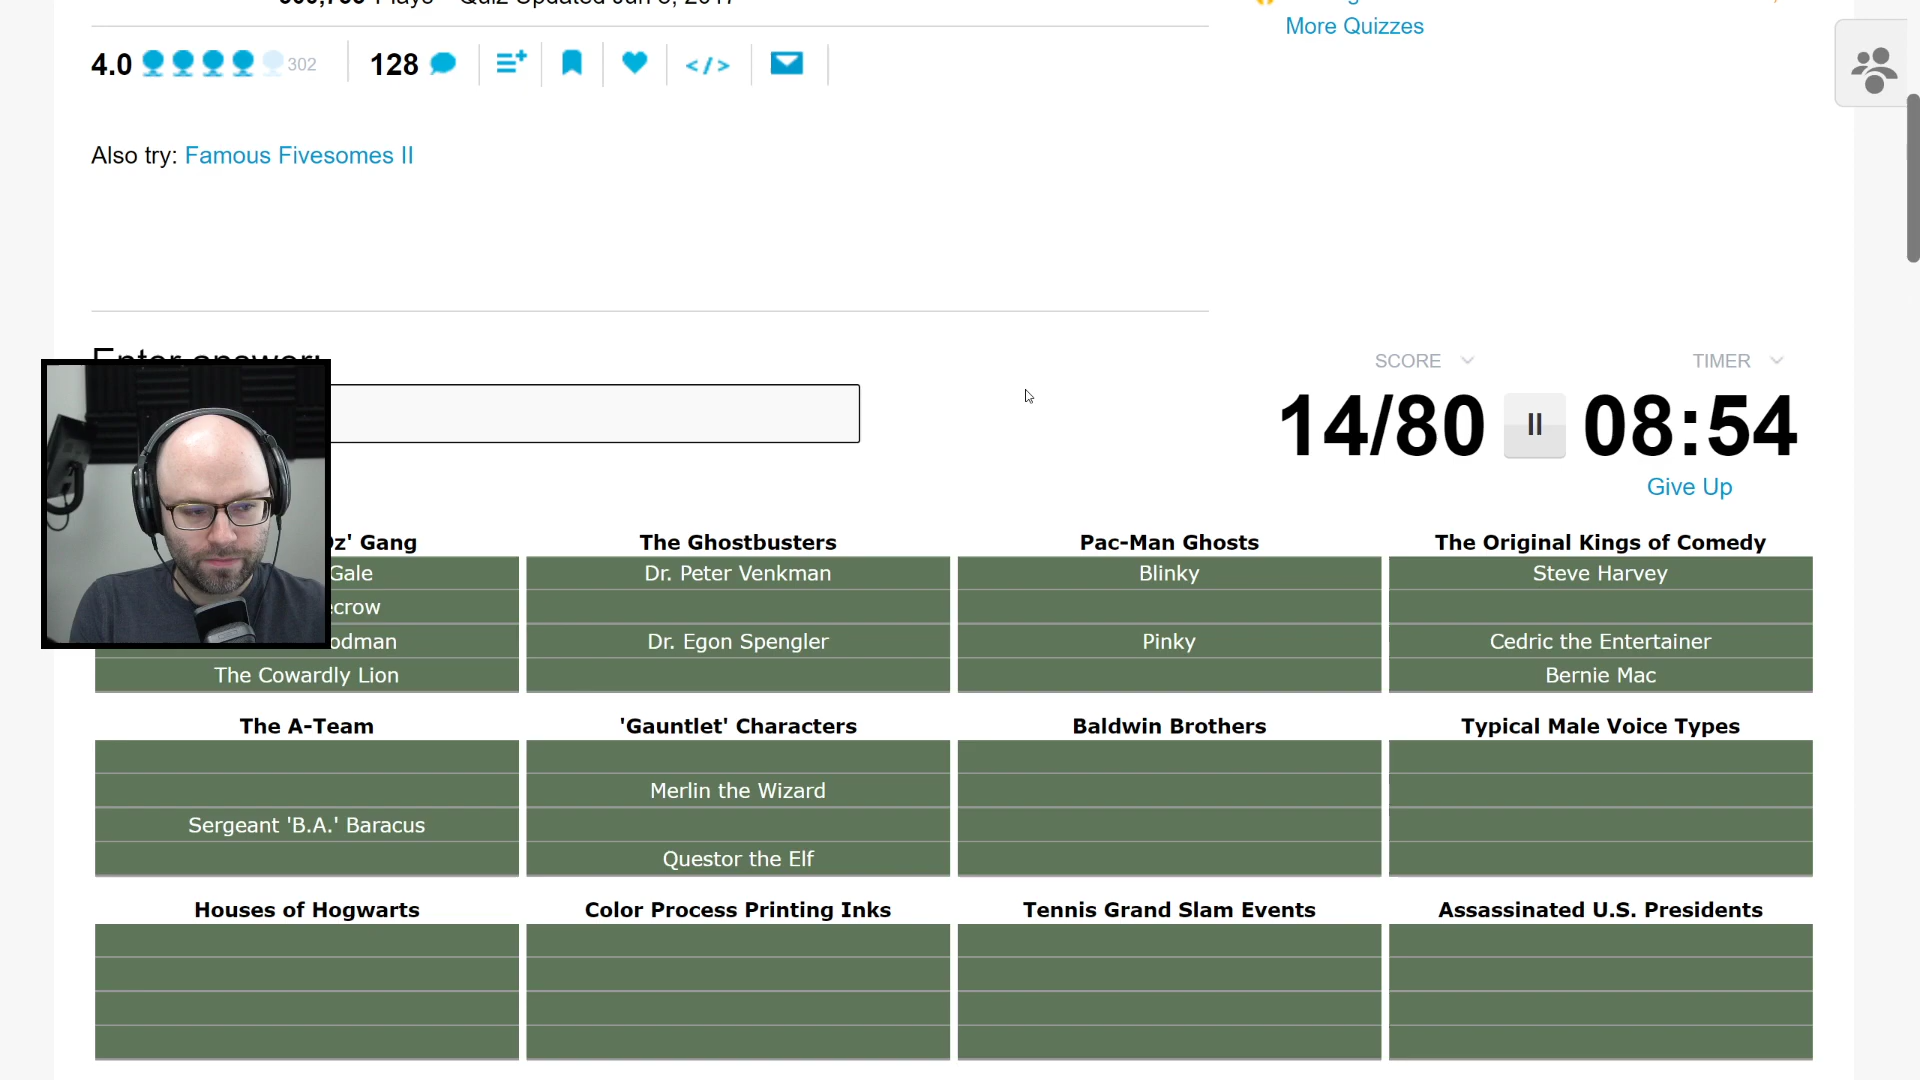 More Quizzes
4.0 302 128 </>
Also try: Famous Fivesomes II
SCORE TIMER
14/80 08:54
Give Up
Oz' Gang The Ghostbusters Pac-Man Ghosts The Original Kings of Comedy
Gale Dr. Peter Venkman Blinky Steve Harvey
Dr. Egon Spengler Pinky Cedric the Entertainer
The Cowardly Lion Bernie Mac
The A-Team 'Gauntlet' Characters Baldwin Brothers Typical Male Voice Types
Merlin the Wizard
Sergeant 'B.A.' Baracus
Questor the Elf
Houses of Hogwarts Color Process Printing Inks Tennis Grand Slam Events Assassinated U.S. Presidents